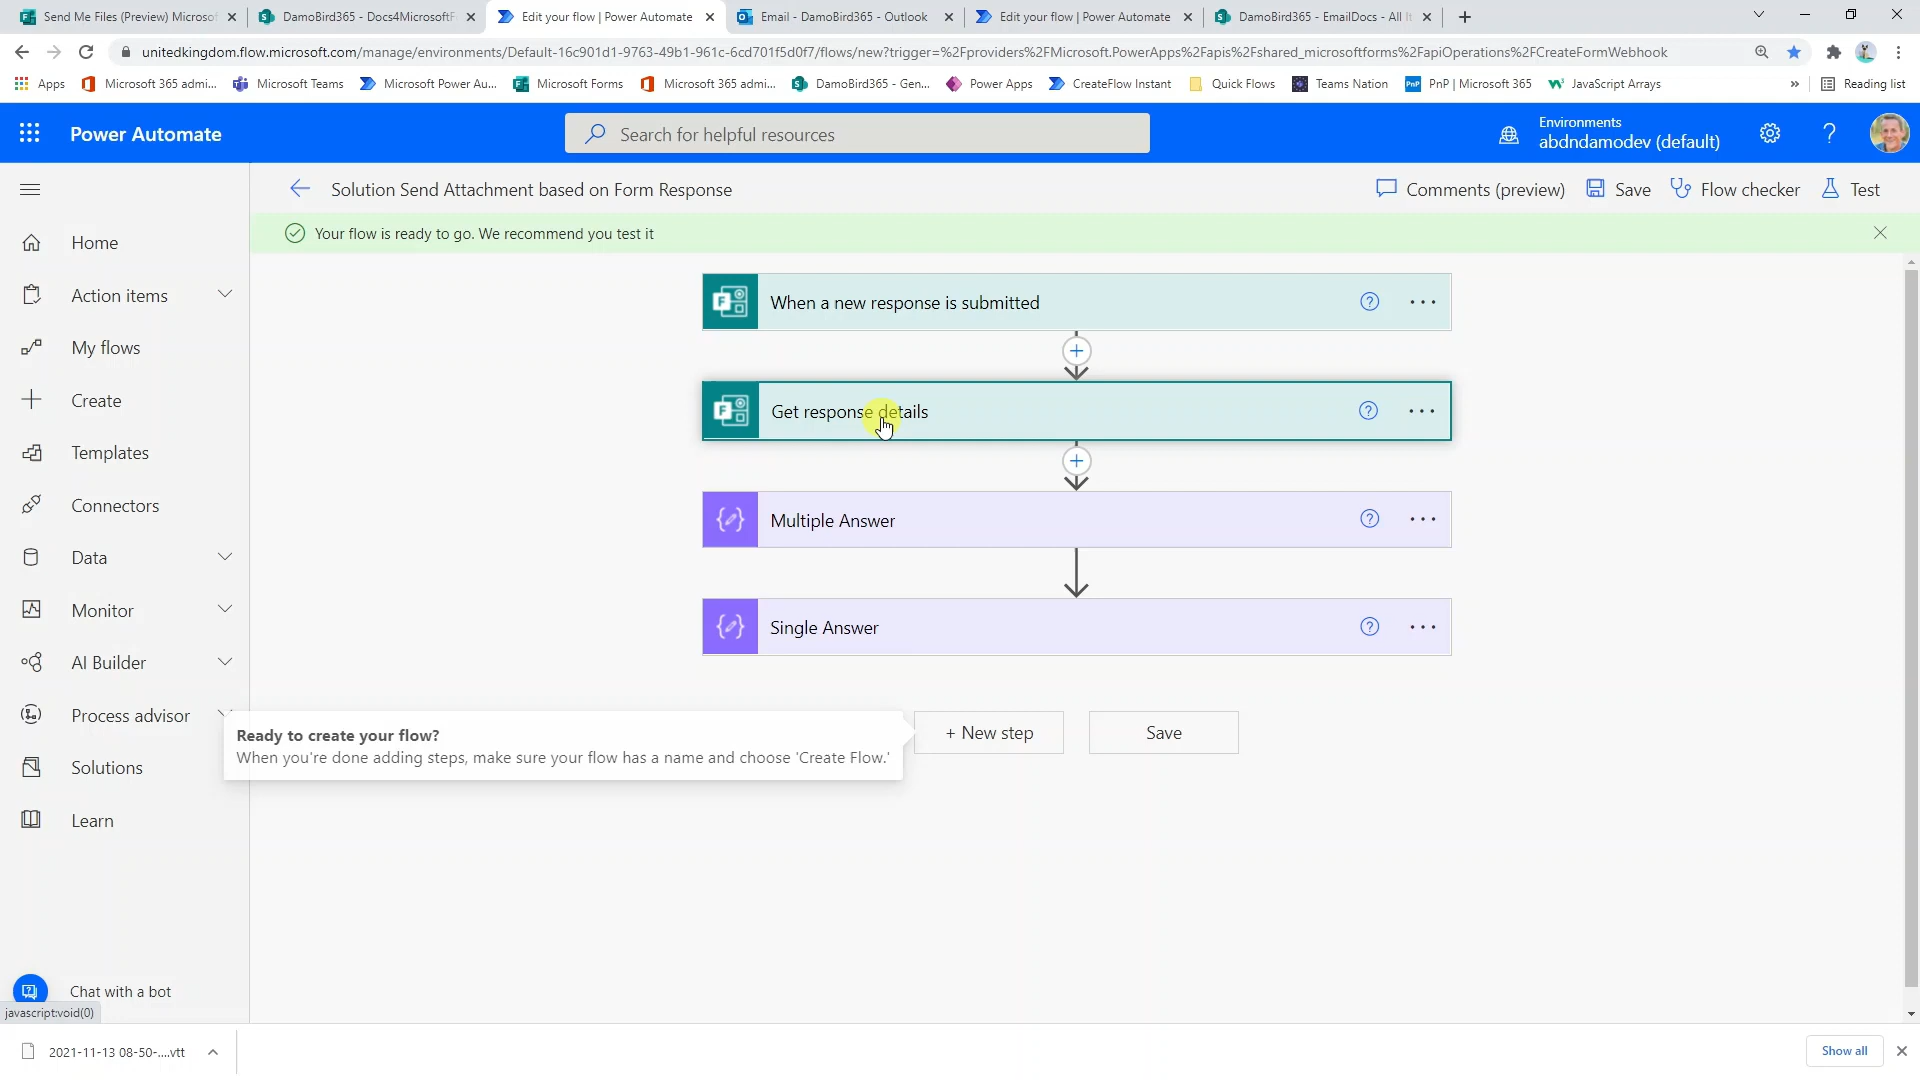 Send Me Files (Preview) Microsof
DamoBird365 - Docs4MicrosoftF
Edit your flow | Power Automate
Email - DamoBird365 - Outlook
Edit your flow | Power Automate
DamoBird365 - EmailDocs - All It
unitedkingdom.flow.microsoft.com/manage/environments/Default-16c901d1-9763-49b1-961c-6cd701f5d0f7/flows/new?trigger=%2Fproviders%2FMicrosoft.PowerApps%2Fapis%2Fshared_microsoftforms%2FapiOperations%2FCreateFormWebhook
Apps
Microsoft 365 admi...
Microsoft Teams
Microsoft Power Au...
Microsoft Forms
Microsoft 365 admi...
DamoBird365 - Gen...
Power Apps
CreateFlow Instant
Quick Flows
Teams Nation
PnP | Microsoft 365
JavaScript Arrays
»
Reading list
Power Automate
Search for helpful resources
Environments
abdndamodev (default)
Solution Send Attachment based on Form Response
Comments (preview)
Save
Flow checker
Test
Your flow is ready to go. We recommend you test it
Home
Action items
My flows
Create
Templates
Connectors
Data
Monitor
AI Builder
Process advisor
Solutions
Learn
Chat with a bot
When a new response is submitted
Get response details
Multiple Answer
Single Answer
Ready to create your flow?
When you're done adding steps, make sure your flow has a name and choose 'Create Flow.'
+ New step
Save
javascript:void(0)
2021-11-13 08-50-....vtt
Show all